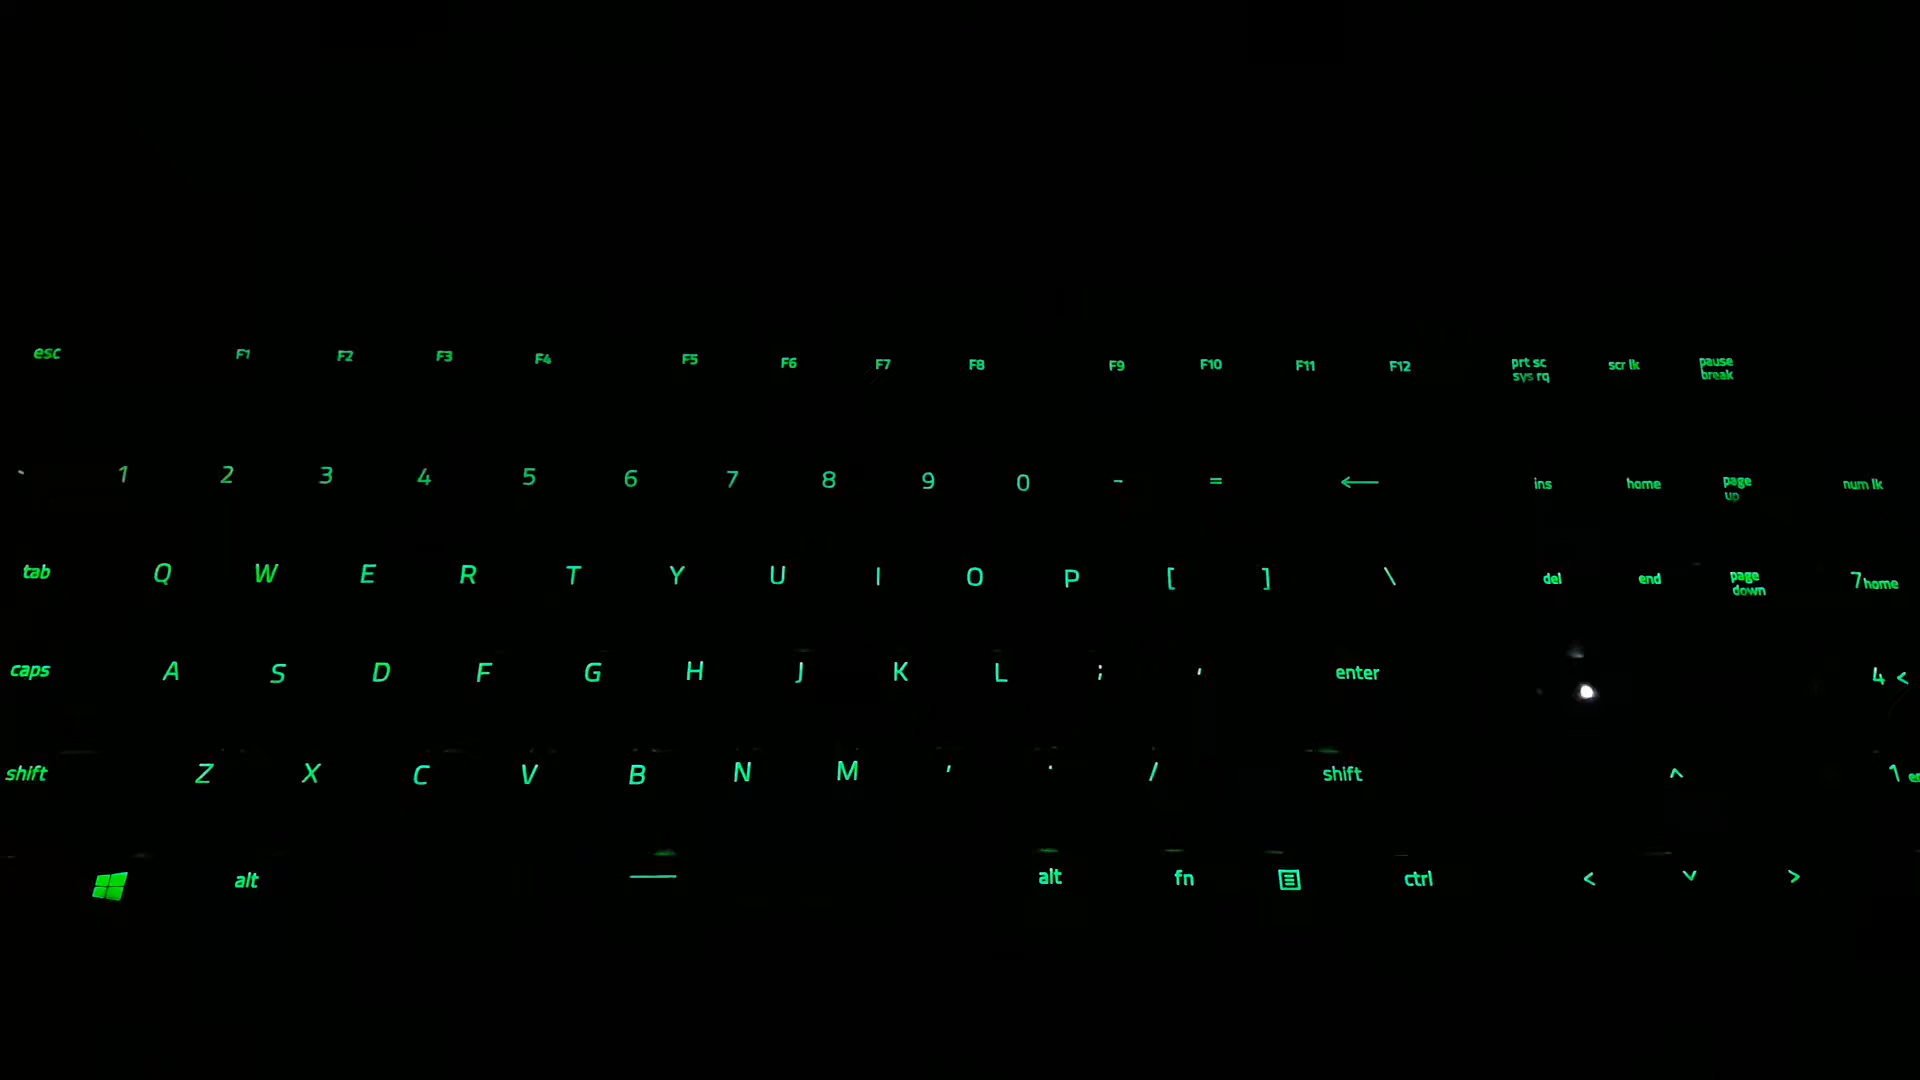 esc F1 F2 F3 F4 F5 F6 F7 F8 F9 F10 F11 F12 prt sc sys rq scr lk pause break
` 1 2 3 4 5 6 7 8 9 0 - = ← ins home page up num lk
tab Q W E R T Y U I O P [ ] \ del end page down 7 home
caps A S D F G H J K L ; ' enter 4 <
shift Z X C V B N M , . / shift ^ 1
alt — alt fn ctrl < v >